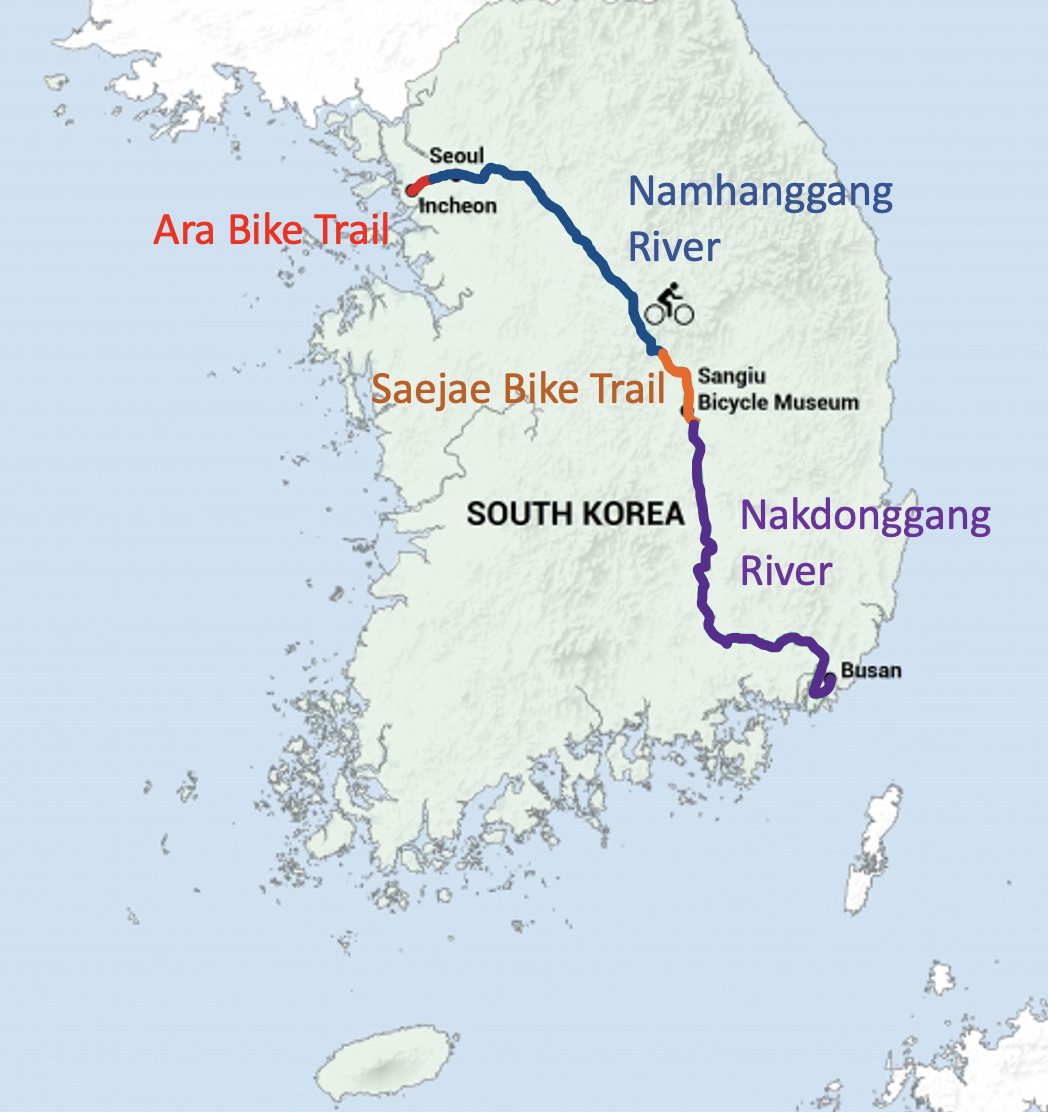 Seoul
Incheon
Ara Bike Trail
Namhanggang
River
Saejae Bike Trail
Sangiu
Bicycle Museum
SOUTH KOREA
Nakdonggang
River
Busan